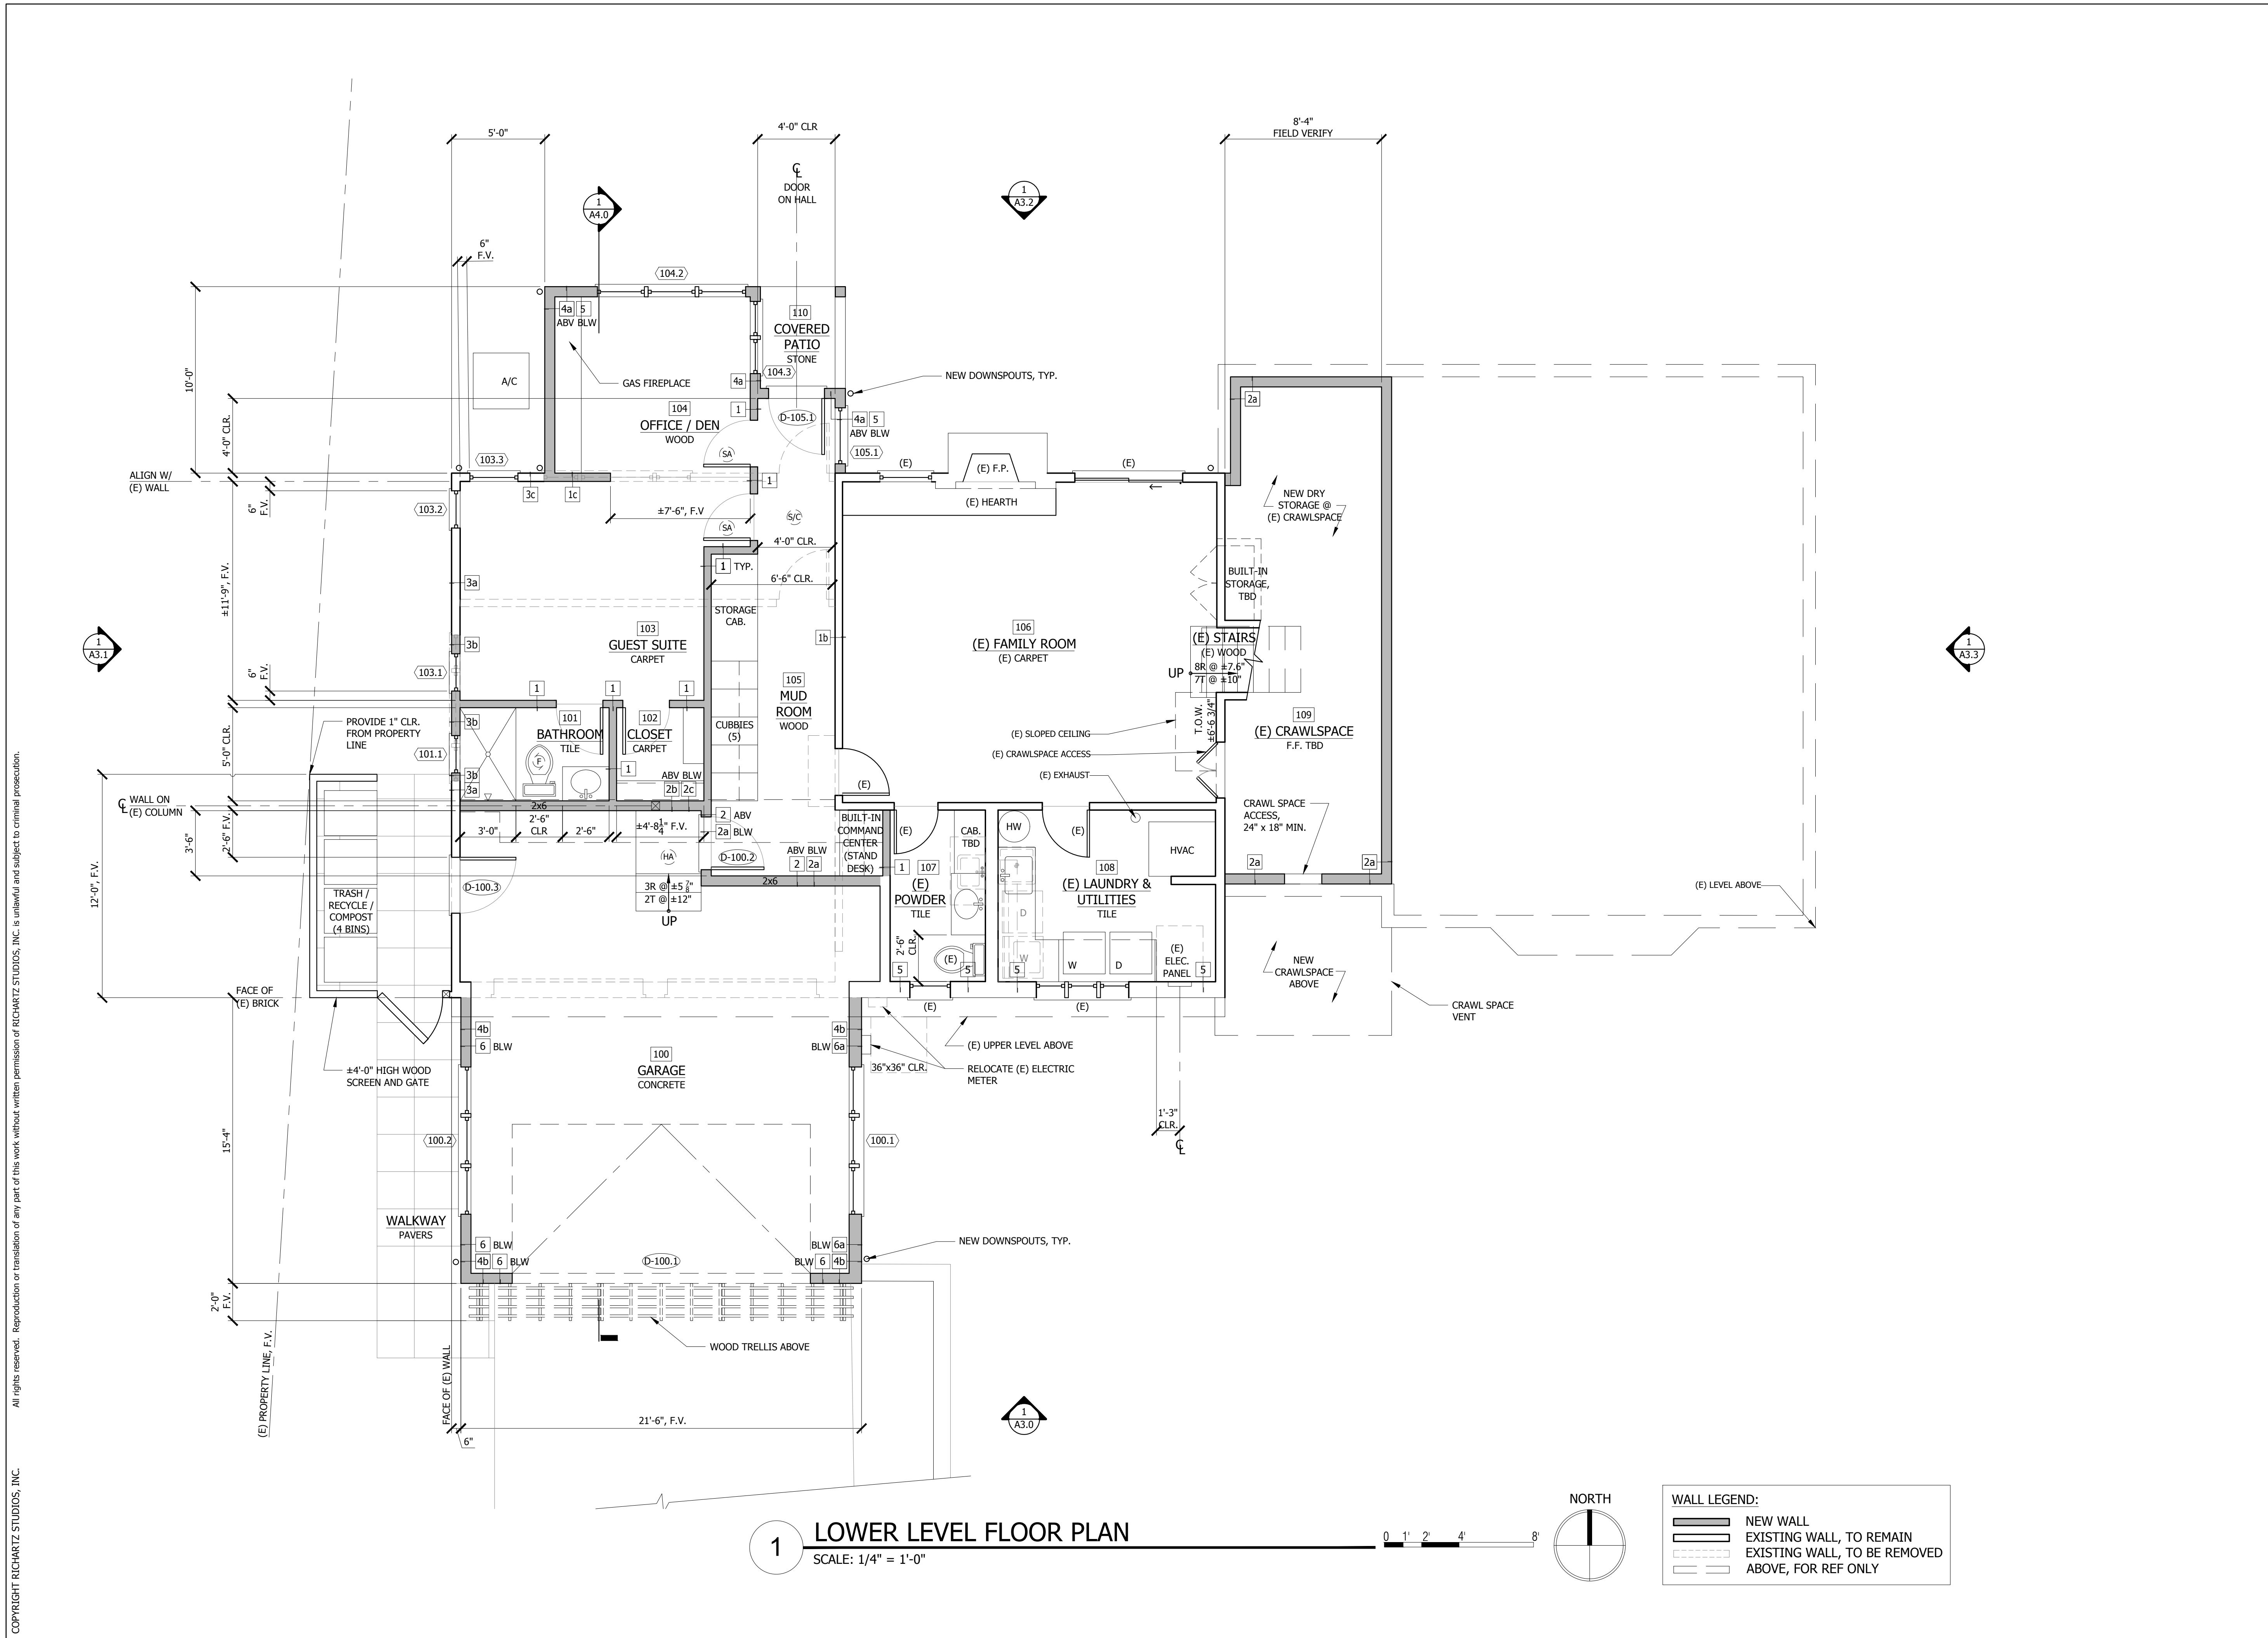 5'-0"
4'-0" CLR
8'-4"
FIELD VERIFY
℄
DOOR
ON HALL
1
A4.0
1
A3.2
6"
F.V.
104.2
4a 5
ABV BLW
110
COVERED
PATIO
STONE
10'-0"
A/C
GAS FIREPLACE
4a
104.3
NEW DOWNSPOUTS, TYP.
4'-0" CLR.
104
OFFICE / DEN
WOOD
1
D-105.1
4a 5
ABV BLW
105.1
2a
SA
103.3
(E)
(E) F.P.
(E)
ALIGN W/
(E) WALL
3c
1c
1
(E) HEARTH
NEW DRY
STORAGE @
(E) CRAWLSPACE
6"
F.V.
103.2
±7'-6", F.V
S/C
SA
4'-0" CLR.
1 TYP.
6'-6" CLR.
±11'-9", F.V.
3a
BUILT-IN
STORAGE,
TBD
STORAGE
CAB.
1
A3.1
3b
103
GUEST SUITE
CARPET
1b
106
(E) FAMILY ROOM
(E) CARPET
(E) STAIRS
(E) WOOD
8R @ ±7.6"
7T @ ±10"
UP
1
A3.3
6"
F.V.
103.1
1
1
1
105
MUD
ROOM
WOOD
PROVIDE 1" CLR.
FROM PROPERTY
LINE
5'-0" CLR.
3b
101
BATHROOM
TILE
102
CLOSET
CARPET
CUBBIES
(5)
T.O.W.
±6'-6 3/4"
109
(E) CRAWLSPACE
F.F. TBD
(E) SLOPED CEILING
(E) CRAWLSPACE ACCESS
(E) EXHAUST
101.1
3b
3a
F
1
ABV BLW
2b 2c
(E)
℄ WALL ON
(E) COLUMN
2x6
CRAWL SPACE
ACCESS,
24" x 18" MIN.
3'-6"
2'-6" F.V.
3'-0"
2'-6"
CLR
2'-6"
±4'-8 1/4" F.V.
2 ABV
2a BLW
BUILT-IN
COMMAND
CENTER
(STAND
DESK)
(E)
CAB.
TBD
HW
(E)
HVAC
12'-0", F.V.
HA
D-100.2
ABV BLW
2 2a
2x6
1
107
(E)
POWDER
TILE
108
(E) LAUNDRY &
UTILITIES
TILE
2a
2a
(E) LEVEL ABOVE
D-100.3
3R @ ±5 7/8"
2T @ ±12"
UP
TRASH /
RECYCLE /
COMPOST
(4 BINS)
D
2'-6"
CLR.
(E)
W
W
D
(E)
ELEC.
PANEL
5
5
5
5
NEW
CRAWLSPACE
ABOVE
FACE OF
(E) BRICK
(E)
(E)
CRAWL SPACE
VENT
4b
6 BLW
4b
BLW 6a
(E) UPPER LEVEL ABOVE
100
GARAGE
CONCRETE
36"x36" CLR.
RELOCATE (E) ELECTRIC
METER
±4'-0" HIGH WOOD
SCREEN AND GATE
15'-4"
100.2
100.1
1'-3"
CLR.
℄
WALKWAY
PAVERS
6 BLW
4b 6 BLW
D-100.1
BLW 6a
BLW 6 4b
NEW DOWNSPOUTS, TYP.
2'-0"
F.V.
WOOD TRELLIS ABOVE
(E) PROPERTY LINE, F.V.
FACE OF (E) WALL
21'-6", F.V.
6"
1
A3.0
1
LOWER LEVEL FLOOR PLAN
SCALE: 1/4" = 1'-0"
0 1' 2' 4' 8'
NORTH
WALL LEGEND:
NEW WALL
EXISTING WALL, TO REMAIN
EXISTING WALL, TO BE REMOVED
ABOVE, FOR REF ONLY
COPYRIGHT RICHARTZ STUDIOS, INC. All rights reserved. Reproduction or translation of any part of this work without written permission of RICHARTZ STUDIOS, INC. is unlawful and subject to criminal prosecution.